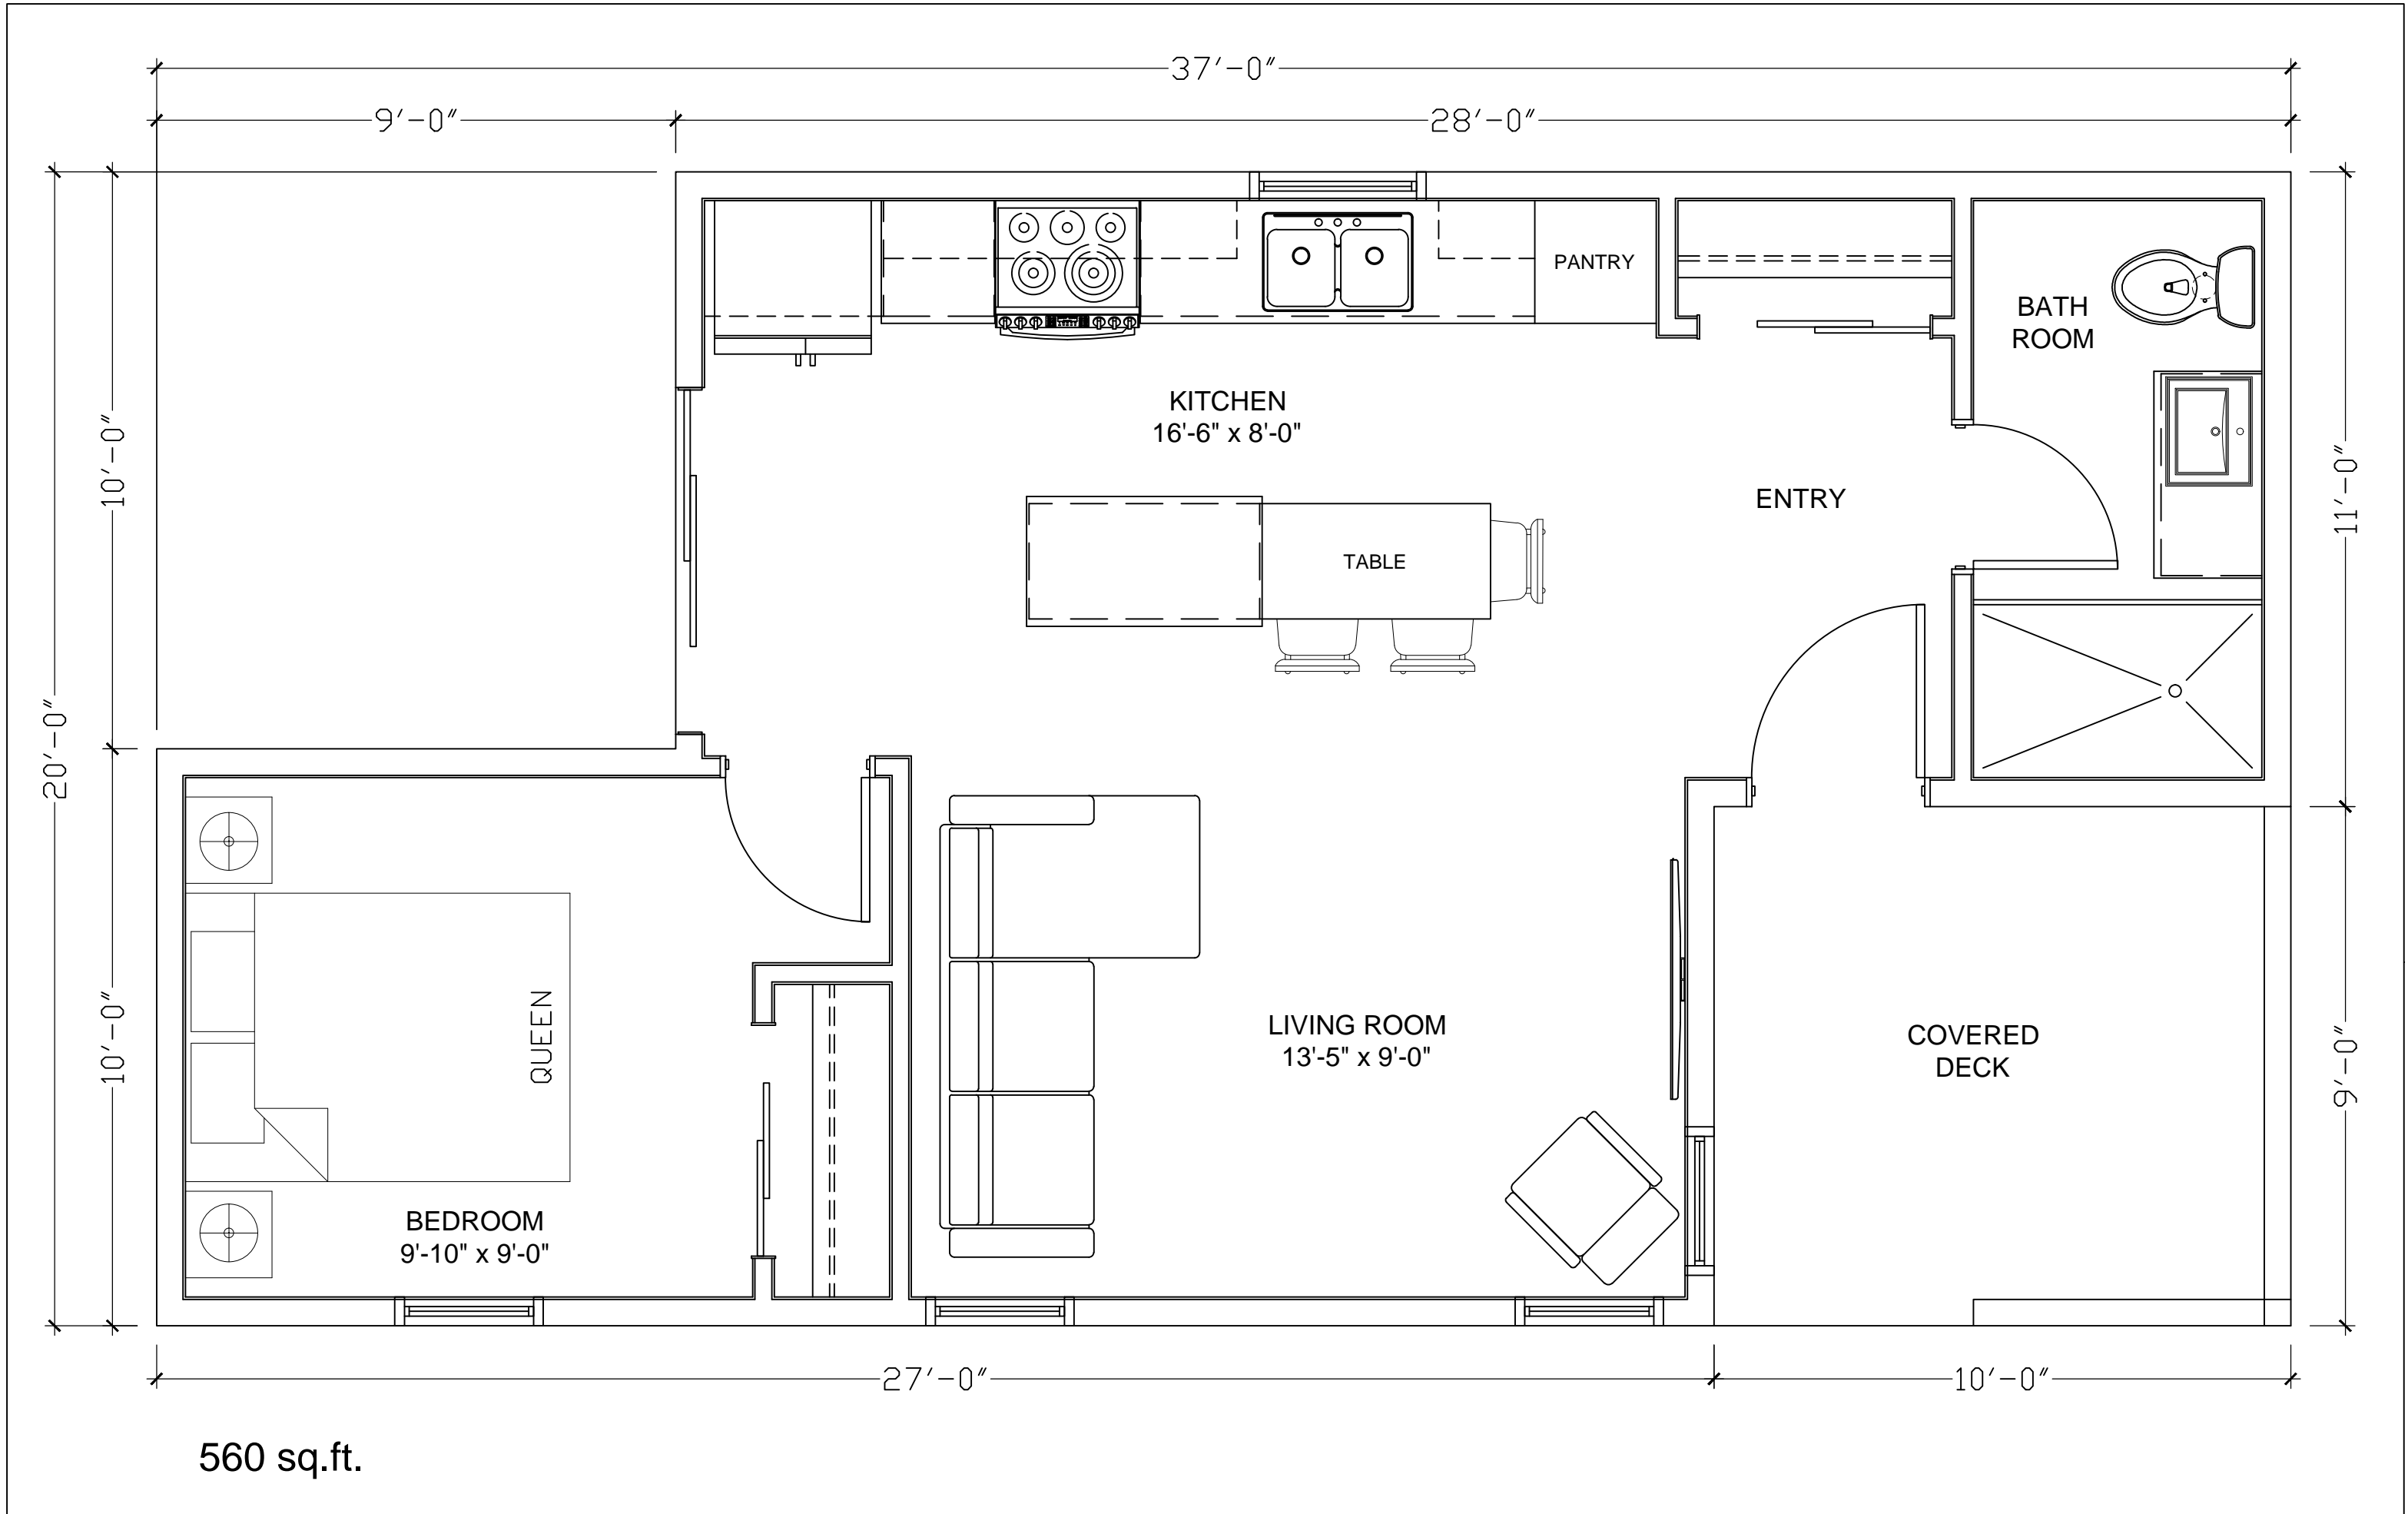 37'-0"
9'-0"
28'-0"
PANTRY
BATH
ROOM
KITCHEN
16'-6" x 8'-0"
10'-0"
11'-0"
ENTRY
TABLE
20'-0"
QUEEN
10'-0"
LIVING ROOM
13'-5" x 9'-0"
COVERED
DECK
9'-0"
BEDROOM
9'-10" x 9'-0"
27'-0"
10'-0"
560 sq.ft.